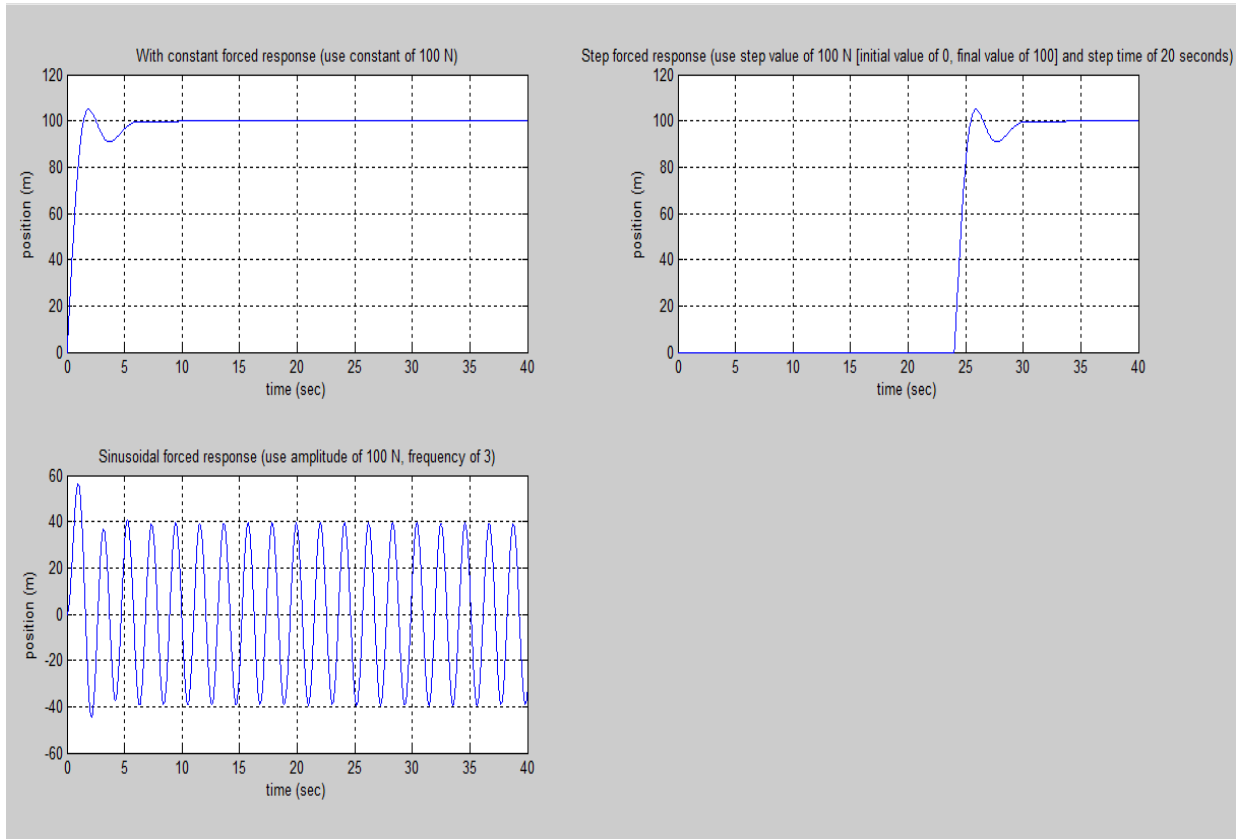 With constant forced response (use constant of 100 N)
120
100
80
60
40
20
0
position (m)
0 5 10 15 20 25 30 35 40
time (sec)
Step forced response (use step value of 100 N [initial value of 0, final value of 100] and step time of 20 seconds)
120
100
80
60
40
20
0
position (m)
0 5 10 15 20 25 30 35 40
time (sec)
Sinusoidal forced response (use amplitude of 100 N, frequency of 3)
60
40
20
0
-20
-40
-60
position (m)
0 5 10 15 20 25 30 35 40
time (sec)